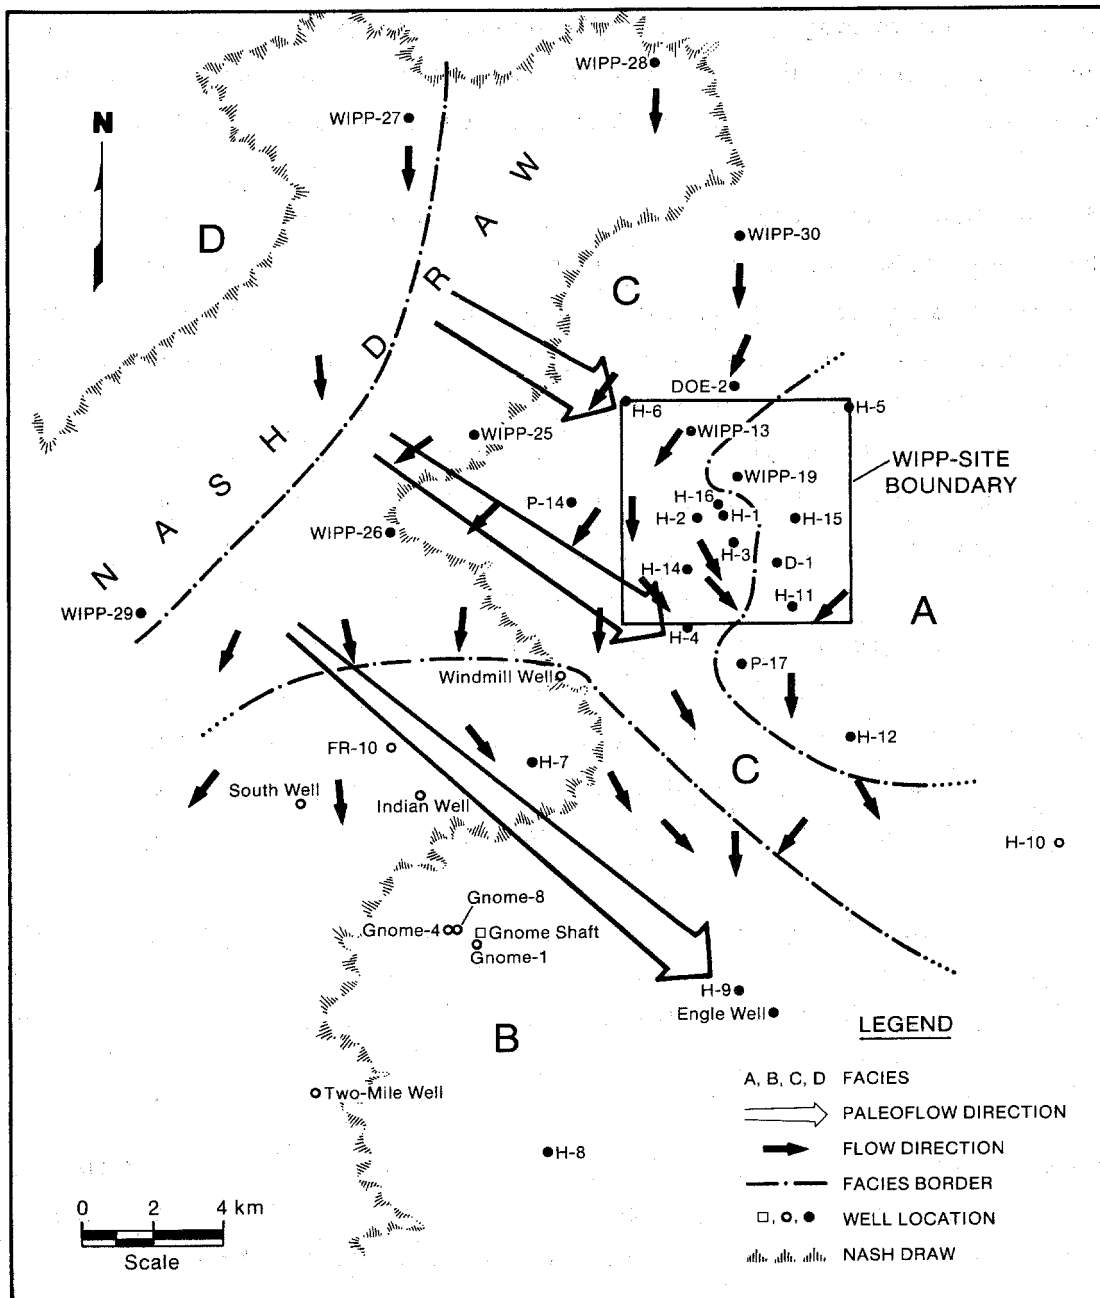 WIPP-28
WIPP-27
N
NASH DRAW
D
WIPP-30
C
DOE-2
H-6
H-5
WIPP-25
WIPP-13
WIPP-SITE
BOUNDARY
WIPP-19
P-14
H-16
H-2
H-1
H-15
WIPP-26
H-3
H-14
D-1
H-11
WIPP-29
A
H-4
P-17
Windmill Well
H-12
FR-10
H-7
C
South Well
Indian Well
H-10
Gnome-8
Gnome-4
Gnome Shaft
Gnome-1
H-9
Engle Well
B
LEGEND
A, B, C, D FACIES
Two-Mile Well
PALEOFLOW DIRECTION
FLOW DIRECTION
H-8
FACIES BORDER
0 2 4 km
WELL LOCATION
Scale
NASH DRAW